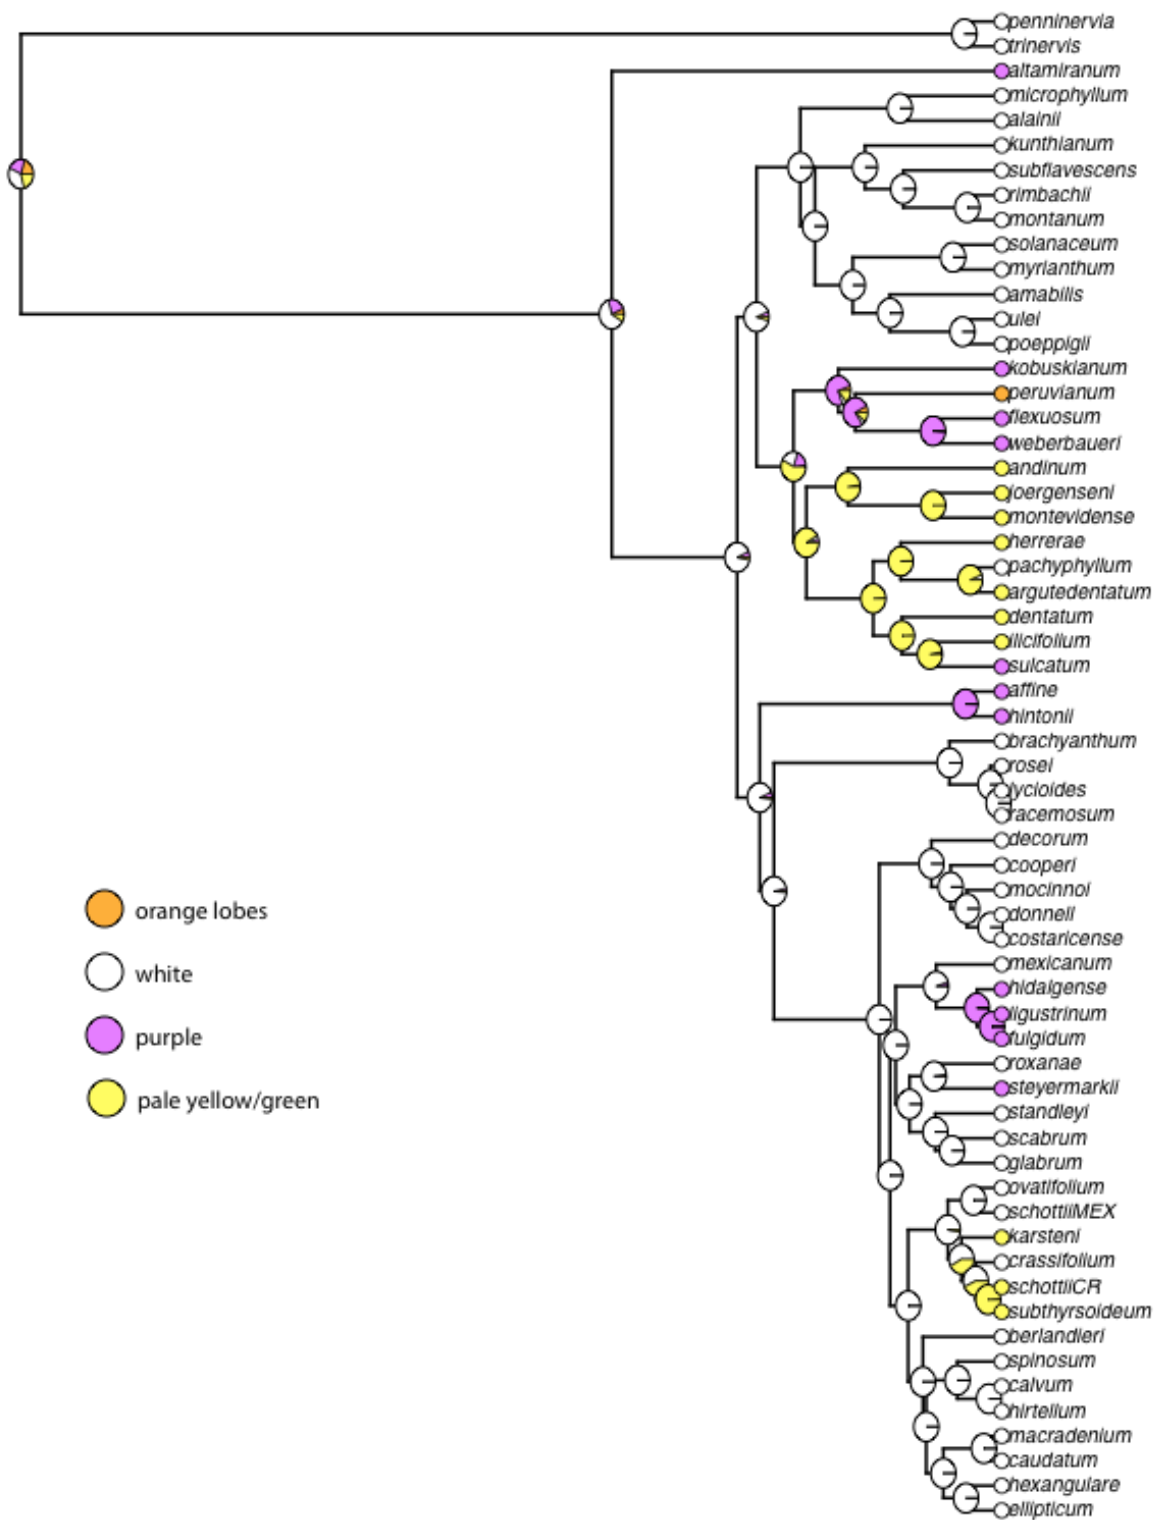 penninervia
trinervis
altamiranum
microphyllum
alainii
kunthianum
subflavescens
rimbachii
montanum
solanaceum
myrianthum
amabilis
ulei
poeppigii
kobuskianum
peruvianum
flexuosum
weberbaueri
andinum
joergenseni
montevidense
herrerae
pachyphyllum
argutedentatum
dentatum
ilicifolium
sulcatum
affine
hintonii
brachyanthum
rosei
lycioides
racemosum
decorum
cooperi
mocinnoi
donnell
costaricense
mexicanum
hidalgense
ligustrinum
fulgidum
roxanae
steyermarkii
standleyi
scabrum
glabrum
ovatifolium
schottiiMEX
karsteni
crassifolium
schottiiCR
subthyrsoideum
berlandieri
spinosum
calvum
hirtellum
macradenium
caudatum
hexangulare
ellipticum
orange lobes
white
purple
pale yellow/green